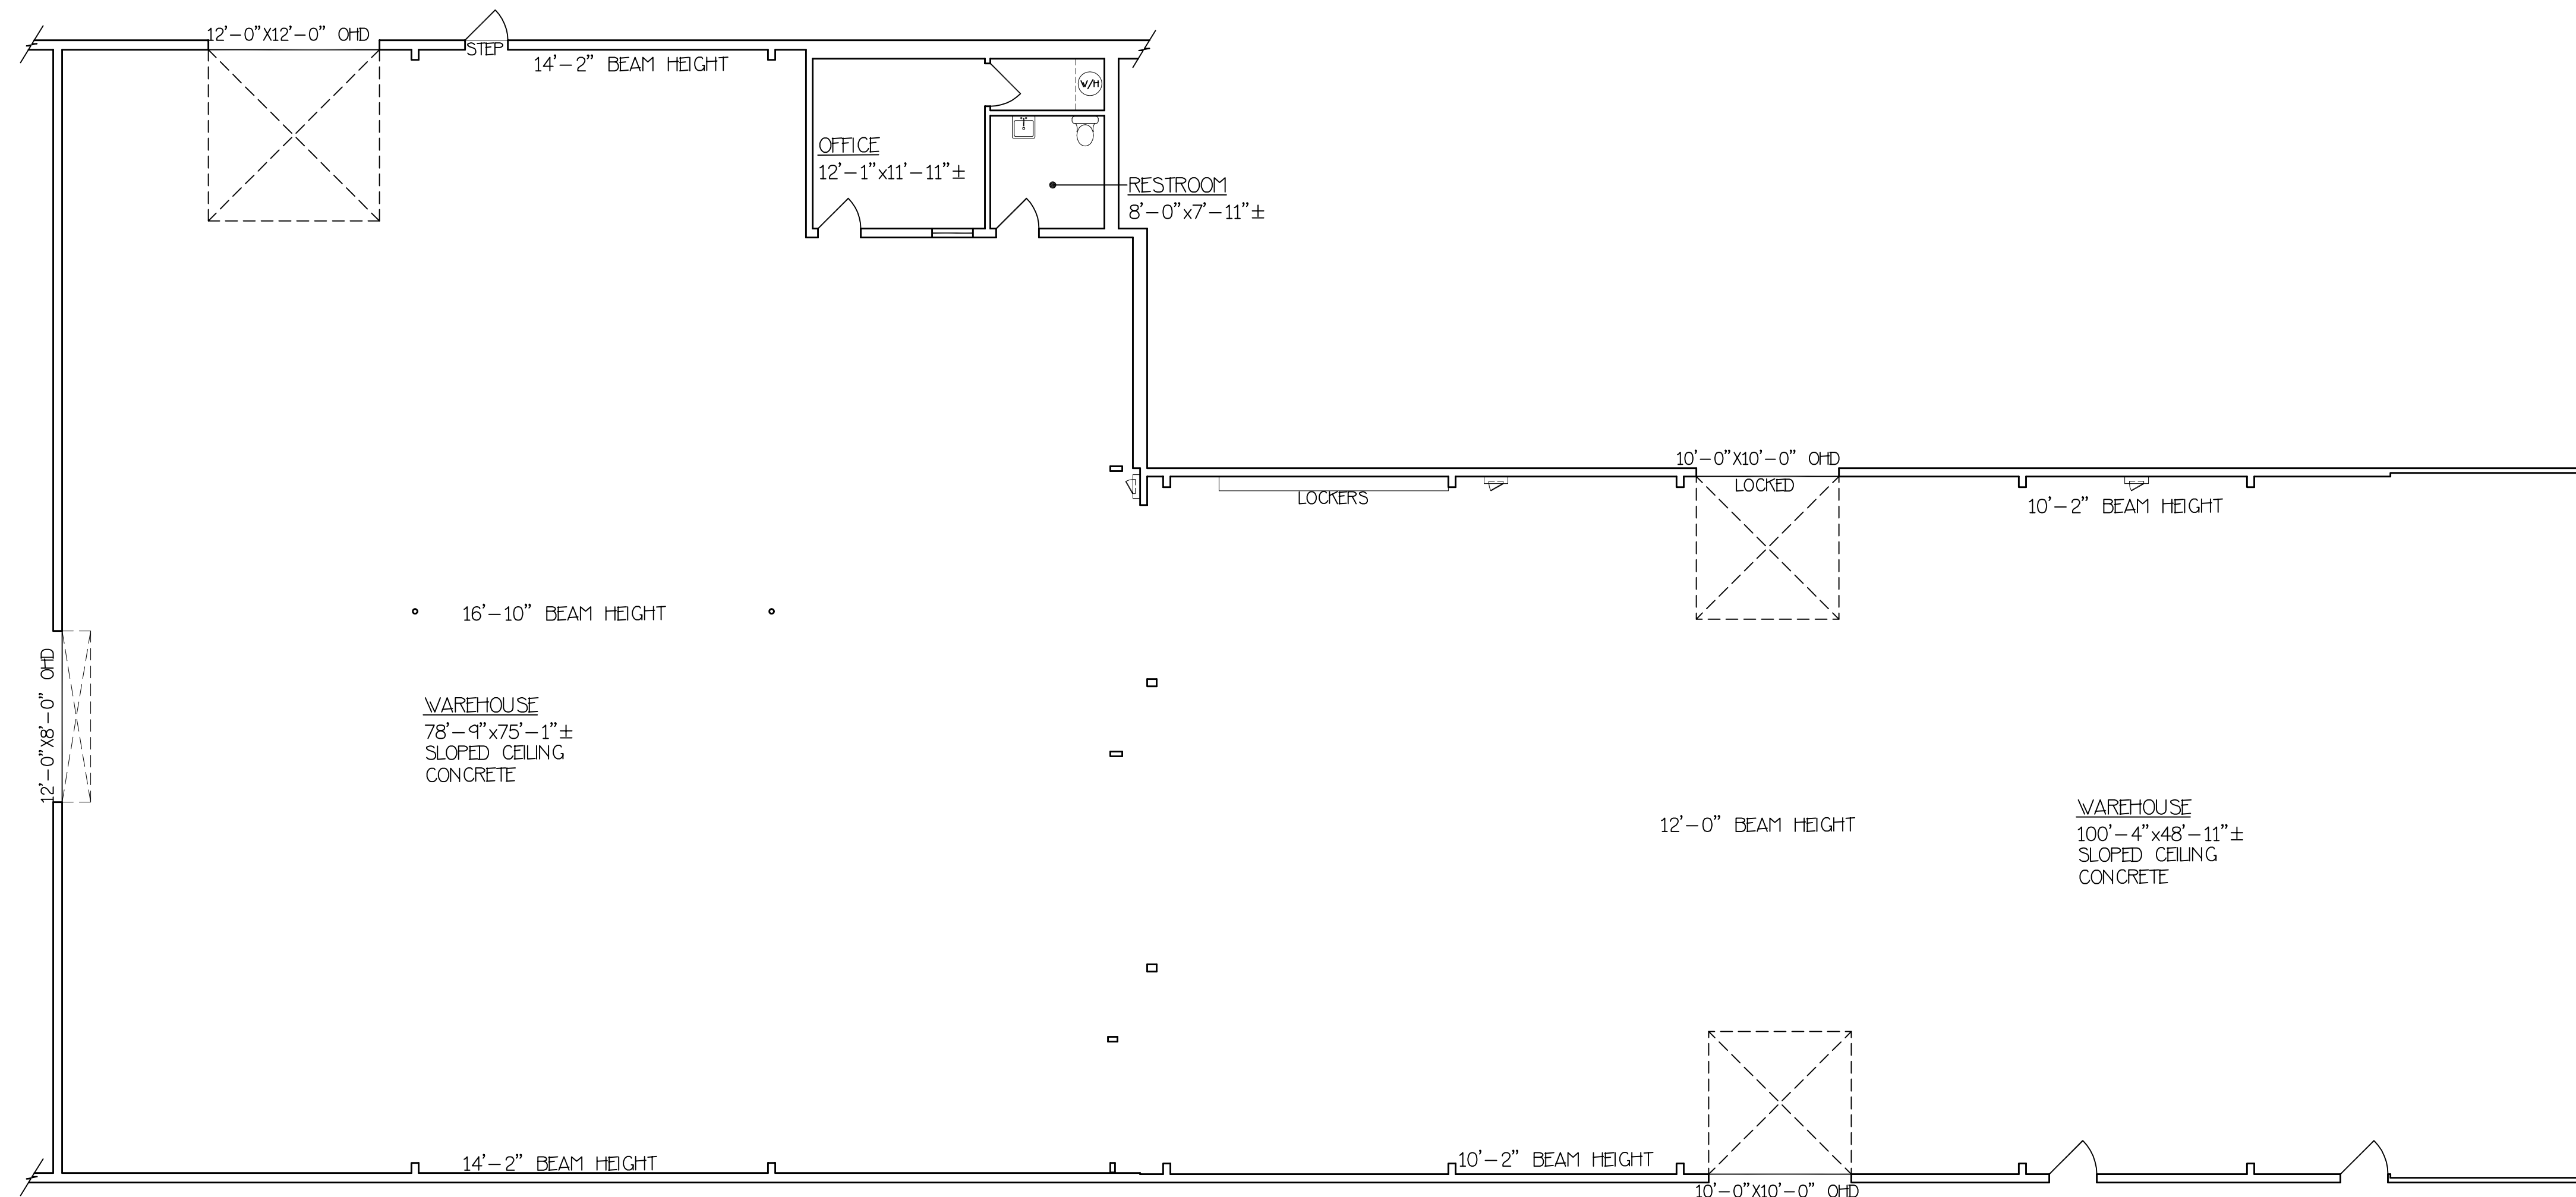 12'-0"X12'-0" OHD
STEP
14'-2" BEAM HEIGHT
W/H
OFFICE
12'-1"x11'-11"±
RESTROOM
8'-0"x7'-11"±
10'-0"X10'-0" OHD
LOCKED
LOCKERS
10'-2" BEAM HEIGHT
16'-10" BEAM HEIGHT
12'-0"X8'-0" OHD
WAREHOUSE
78'-9"x75'-1"±
SLOPED CEILING
CONCRETE
12'-0" BEAM HEIGHT
WAREHOUSE
100'-4"x48'-11"±
SLOPED CEILING
CONCRETE
14'-2" BEAM HEIGHT
10'-2" BEAM HEIGHT
10'-0"X10'-0" OHD